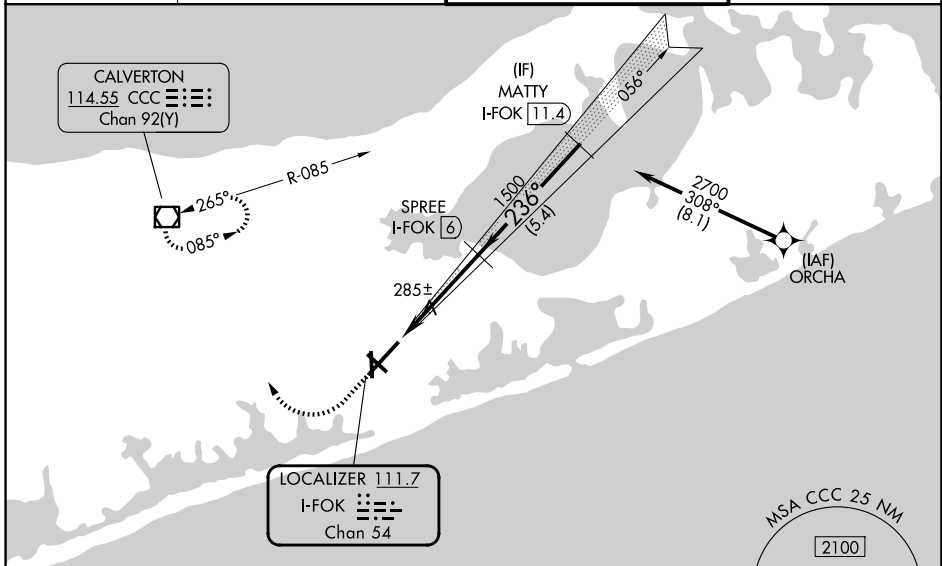 CALVERTON
114.55 CCC
Chan 92(Y)
265°
R-085
085°
(IF)
MATTY
I-FOK 11.4
056°
1500
236°
(5.4)
SPREE
I-FOK 6
285±
2700
308°
(8.1)
(IAF)
ORCHA
LOCALIZER 111.7
I-FOK
Chan 54
MSA CCC 25 NM
2100